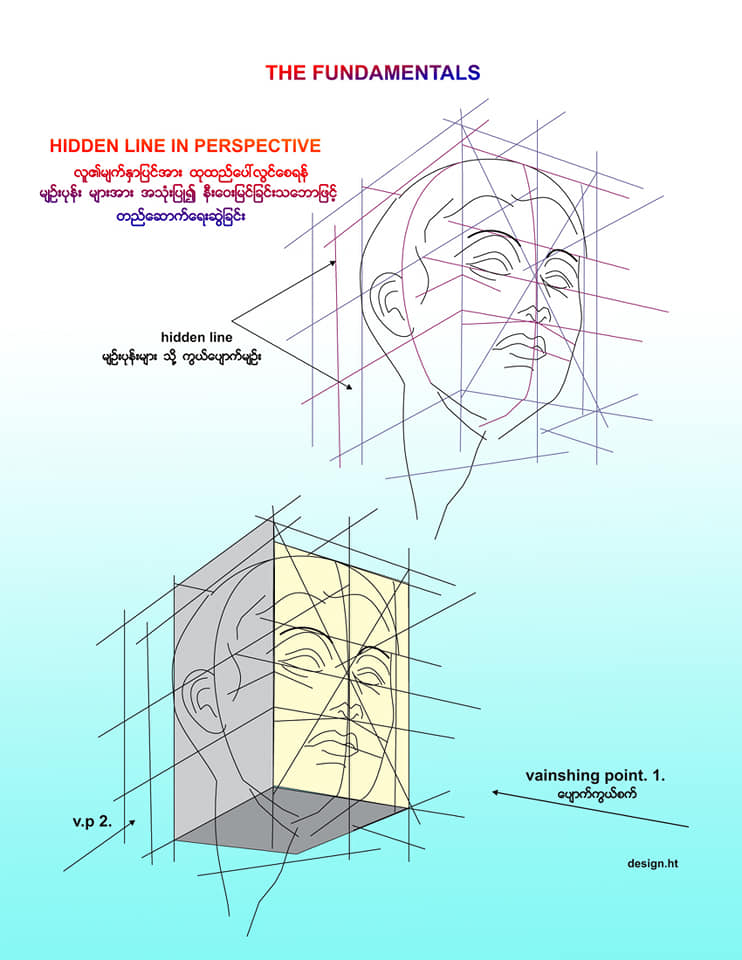 THE FUNDAMENTALS
HIDDEN LINE IN PERSPECTIVE
လူ၏မျက်နှာပြင်အား ထုထည်ပေါ်လွင်စေရန်
မျဉ်းပုန်း များအား အသုံးပြု၍ နီးဝေးမြင်ခြင်းသဘောဖြင့်
တည်ဆောက်ရေးဆွဲခြင်း
hidden line
မျဉ်းပုန်းများ သို့ ကွယ်ပျောက်မျဉ်း
vainshing point. 1.
ပျောက်ကွယ်စက်
v.p 2.
design.ht